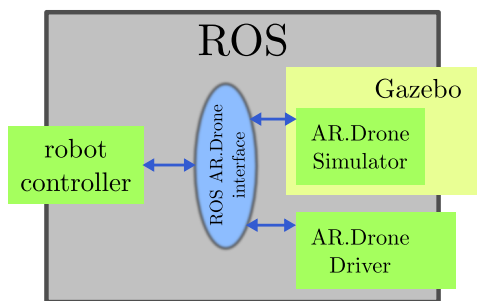 ROS
Gazebo
robot
controller
ROS AR.Drone
interface
AR.Drone
Simulator
AR.Drone
Driver